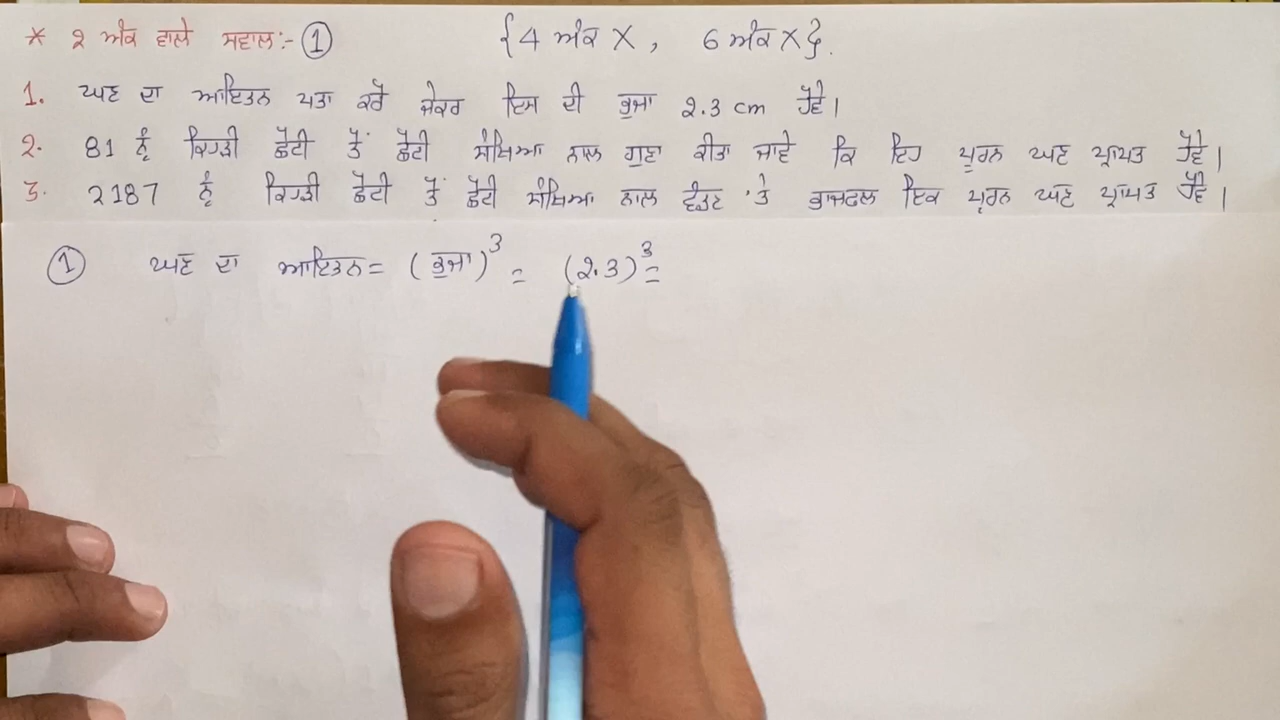 * 2 ਅੰਕ ਵਾਲੇ ਸਵਾਲ:- ① {4 ਅੰਕ X, 6 ਅੰਕ X}.
1. ਘਣ ਦਾ ਆਇਤਨ ਪਤਾ ਕਰੋ ਜੇਕਰ ਇਸ ਦੀ ਭੁਜਾ 2.3 cm ਹੋਵੇ।
2. 81 ਨੂੰ ਕਿਹੜੀ ਛੋਟੀ ਤੋਂ ਛੋਟੀ ਸੰਖਿਆ ਨਾਲ ਗੁਣਾ ਕੀਤਾ ਜਾਵੇ ਕਿ ਇਹ ਪੂਰਨ ਘਣ ਪ੍ਰਾਪਤ ਹੋਵੇ।
3. 2187 ਨੂੰ ਕਿਹੜੀ ਛੋਟੀ ਤੋਂ ਛੋਟੀ ਸੰਖਿਆ ਨਾਲ ਵੰਡਣ 'ਤੇ ਭਾਜਫਲ ਇਕ ਪੂਰਨ ਘਣ ਪ੍ਰਾਪਤ ਹੋਵੇ।
① ਘਣ ਦਾ ਆਇਤਨ = (ਭੁਜਾ)³ = (2.3)³ =